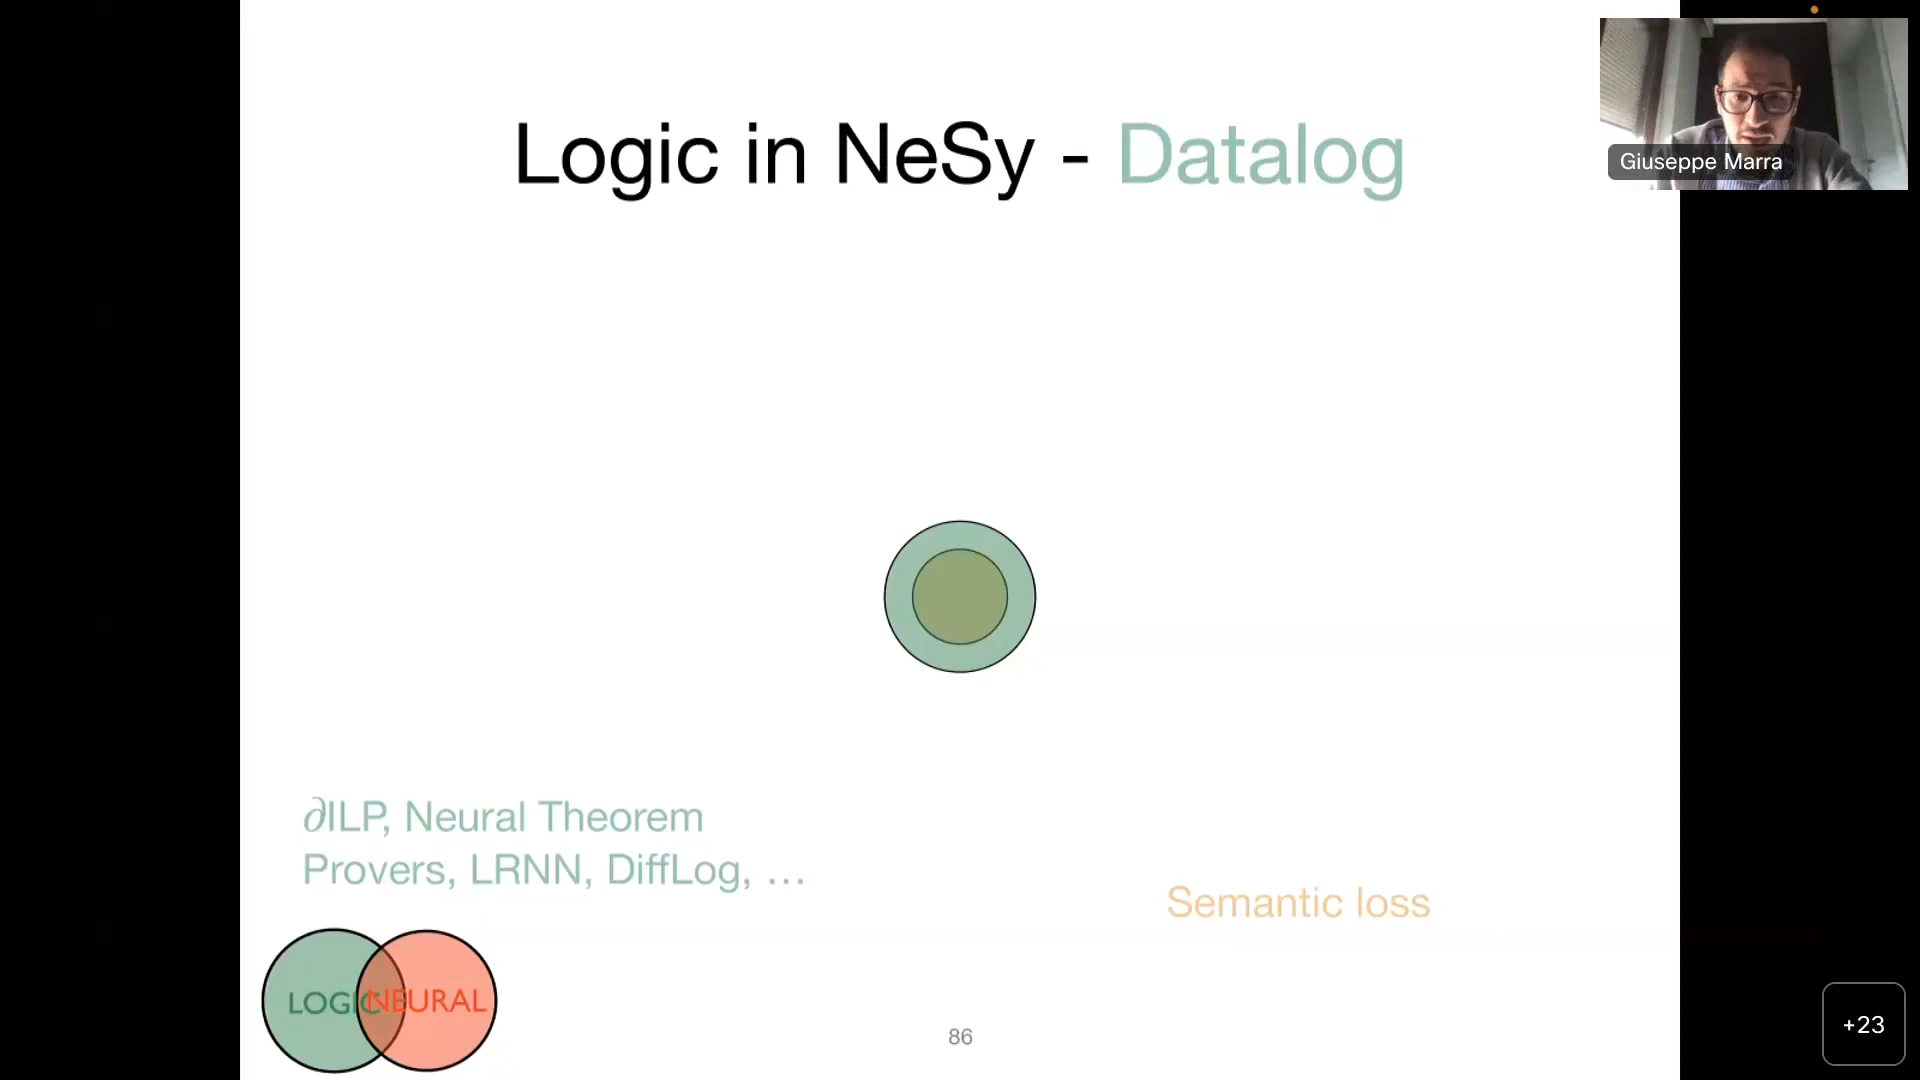 Logic in NeSy - Datalog
Giuseppe Marra
∂ILP, Neural Theorem
Provers, LRNN, DiffLog, …
Semantic loss
LOGIC
NEURAL
86
+23